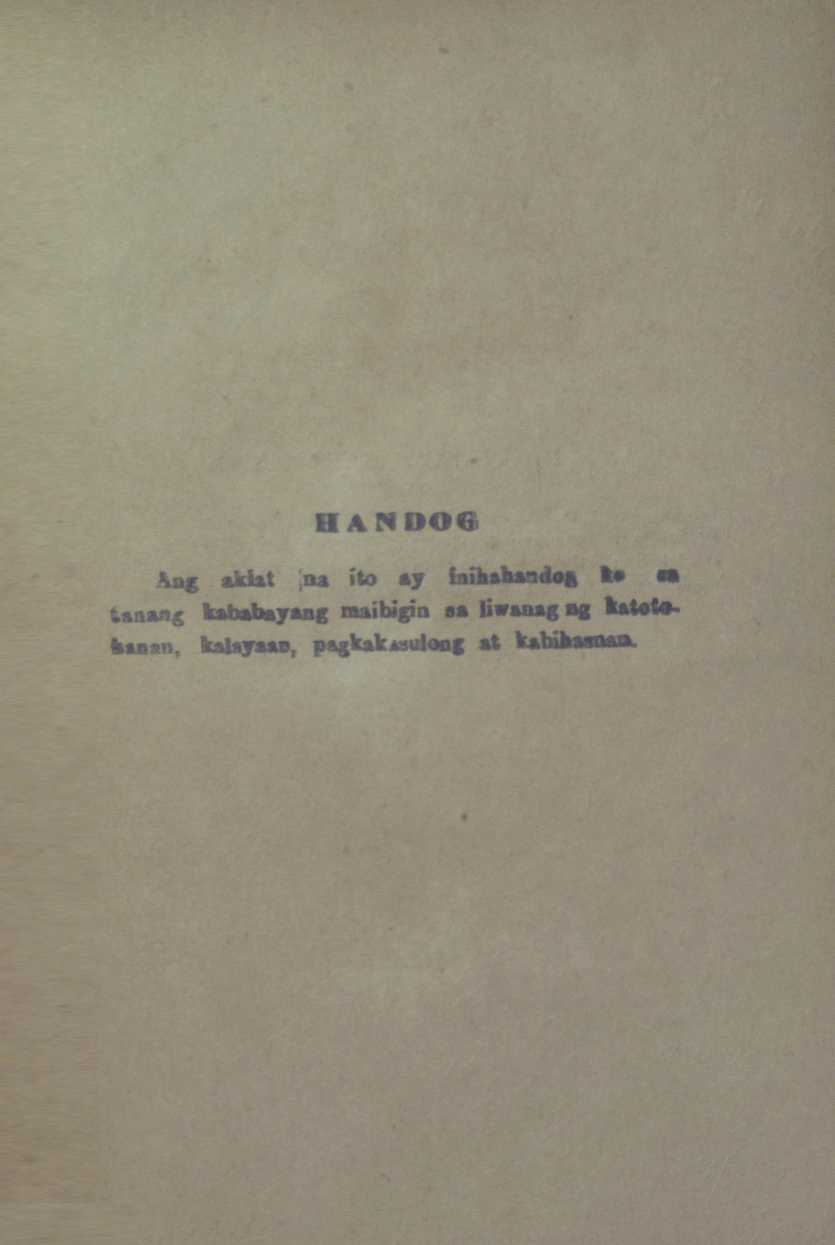 HANDOG
Ang aklat na ito ay inihahandog ko sa
tanang kababayang maibigin sa liwanag ng katoto-
hanan, kalayaan, pagkakasulong at kabihasnan.